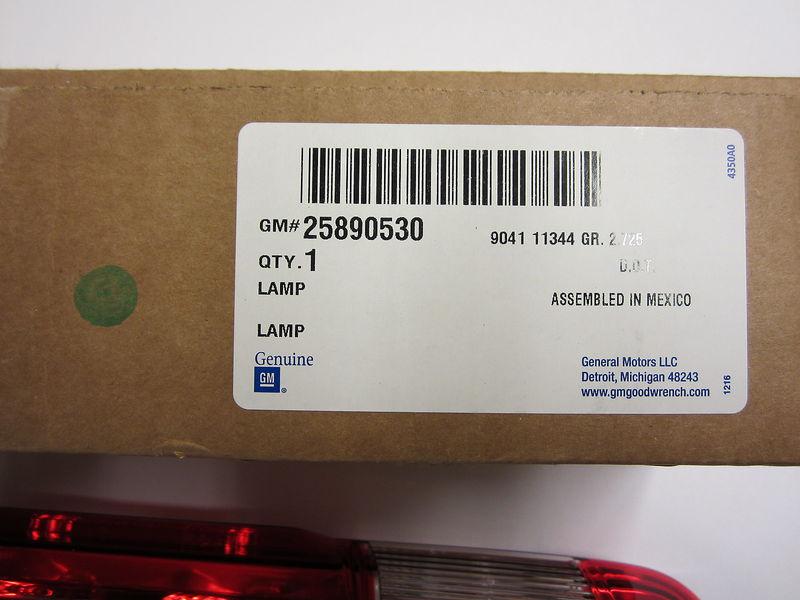 4350A0
GM# 25890530
9041 11344 GR. 2.725
QTY. 1
D.O.T.
LAMP
ASSEMBLED IN MEXICO
LAMP
Genuine
GM®
General Motors LLC
Detroit, Michigan 48243
www.gmgoodwrench.com
1216